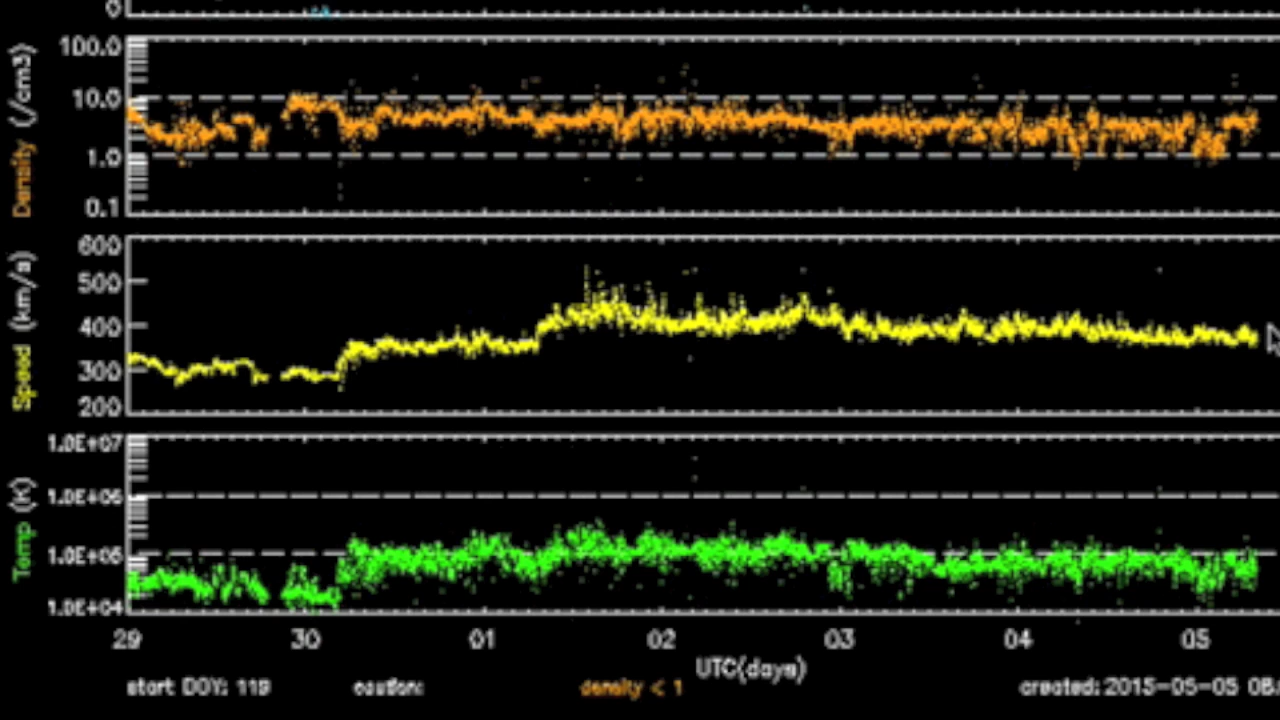 0
100.0
10.0
1.0
0.1
Density (/cm3)
600
500
400
300
200
Speed (km/s)
1.0E+07
1.0E+06
1.0E+05
1.0E+04
Temp (K)
29 30 01 02 03 04 05
UTC(days)
start DOY: 119 caution: density < 1 created:2015-05-05 08